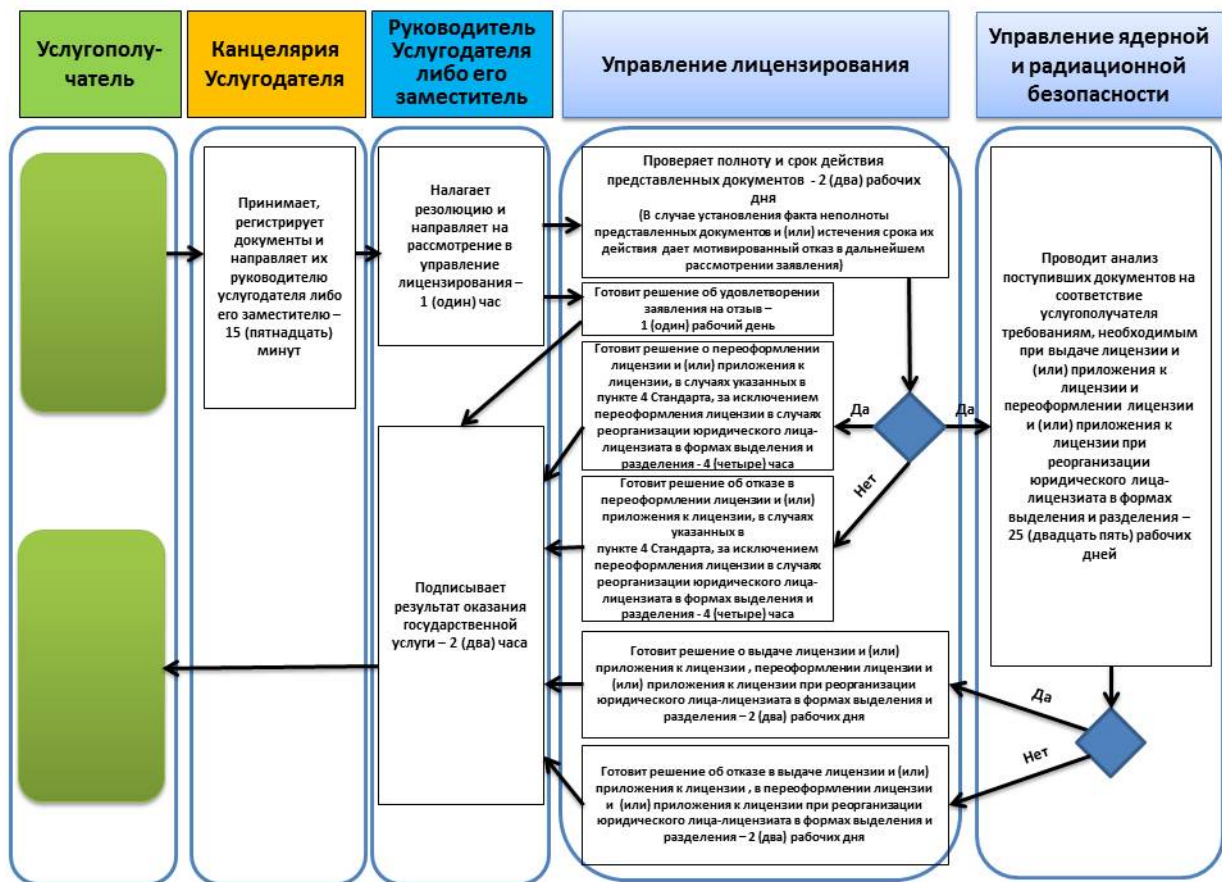 Услугополу-
чатель
Канцелярия
Услугодателя
Руководитель
Услугодателя
либо его
заместитель
Управление лицензирования
Управление ядерной
и радиационной
безопасности
Принимает,
регистрирует
документы и
направляет их
руководителю
услугодателя либо
его заместителю –
15 (пятнадцать)
минут
Налагает
резолюцию и
направляет на
рассмотрение в
управление
лицензирования –
1 (один) час
Проверяет полноту и срок действия
представленных документов - 2 (два) рабочих
дня
(В случае установления факта неполноты
представленных документов и (или) истечения срока их
действия дает мотивированный отказ в дальнейшем
рассмотрении заявления)
Готовит решение об удовлетворении
заявления на отзыв –
1 (один) рабочий день
Готовит решение о переоформлении
лицензии и (или) приложения к
лицензии, в случаях указанных в
пункте 4 Стандарта, за исключением
переоформления лицензии в случаях
реорганизации юридического лица-
лицензиата в формах выделения и
разделения - 4 (четыре) часа
Да
Да
Нет
Готовит решение об отказе в
переоформлении лицензии и (или)
приложения к лицензии, в случаях
указанных в
пункте 4 Стандарта, за исключением
переоформления лицензии в случаях
реорганизации юридического лица-
лицензиата в формах выделения и
разделения - 4 (четыре) часа
Проводит анализ
поступивших документов на
соответствие
услугополучателя
требованиям, необходимым
при выдаче лицензии и
(или) приложения к
лицензии и
переоформлении лицензии
и (или) приложения к
лицензии при
реорганизации
юридического лица-
лицензиата в формах
выделения и разделения –
25 (двадцать пять) рабочих
дней
Подписывает
результат оказания
государственной
услуги – 2 (два) часа
Готовит решение о выдаче лицензии и (или)
приложения к лицензии , переоформлении лицензии и
(или) приложения к лицензии при реорганизации
юридического лица-лицензиата в формах выделения и
разделения – 2 (два) рабочих дня
Да
Нет
Готовит решение об отказе в выдаче лицензии и (или)
приложения к лицензии , в переоформлении лицензии
и (или) приложения к лицензии при реорганизации
юридического лица-лицензиата в формах выделения и
разделения – 2 (два) рабочих дня